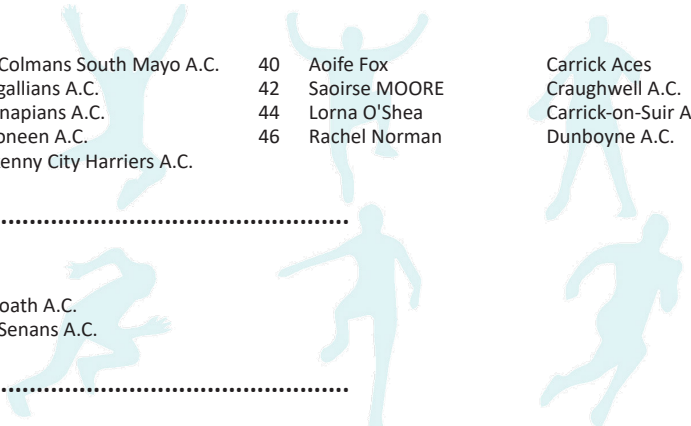 Colmans South Mayo A.C. 40 Aoife Fox Carrick Aces
gallians A.C. 42 Saoirse MOORE Craughwell A.C.
napians A.C. 44 Lorna O'Shea Carrick-on-Suir A
oneen A.C. 46 Rachel Norman Dunboyne A.C.
enny City Harriers A.C.
..................................................................
oath A.C.
Senans A.C.
..................................................................